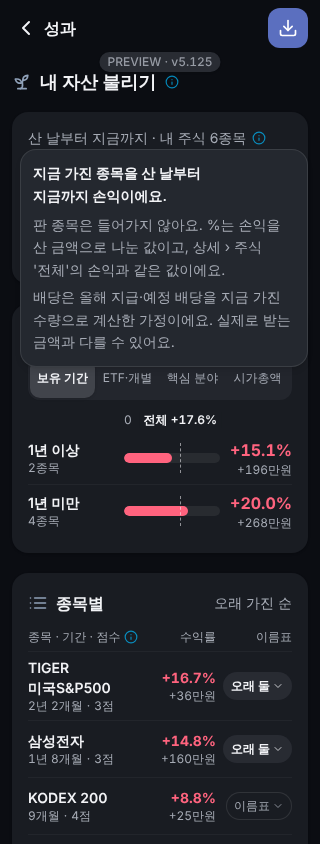 성과
PREVIEW · v5.125
내 자산 불리기
산 날부터 지금까지 · 내 주식 6종목
지금 가진 종목을 산 날부터
지금까지 손익이에요.
판 종목은 들어가지 않아요. %는 손익을
산 금액으로 나눈 값이고, 상세 › 주식
'전체'의 손익과 같은 값이에요.
배당은 올해 지급·예정 배당을 지금 가진
수량으로 계산한 가정이에요. 실제로 받는
금액과 다를 수 있어요.
보유 기간 ETF·개별 핵심 분야 시가총액
0 전체 +17.6%
1년 이상 +15.1%
2종목 +196만원
1년 미만 +20.0%
4종목 +268만원
종목별 오래 가진 순
종목 · 기간 · 점수 수익률 이름표
TIGER
미국S&P500 +16.7% 오래 둘
2년 2개월 · 3점 +36만원
삼성전자 +14.8% 오래 둘
1년 8개월 · 3점 +160만원
KODEX 200 +8.8% 이름표
9개월 · 4점 +25만원